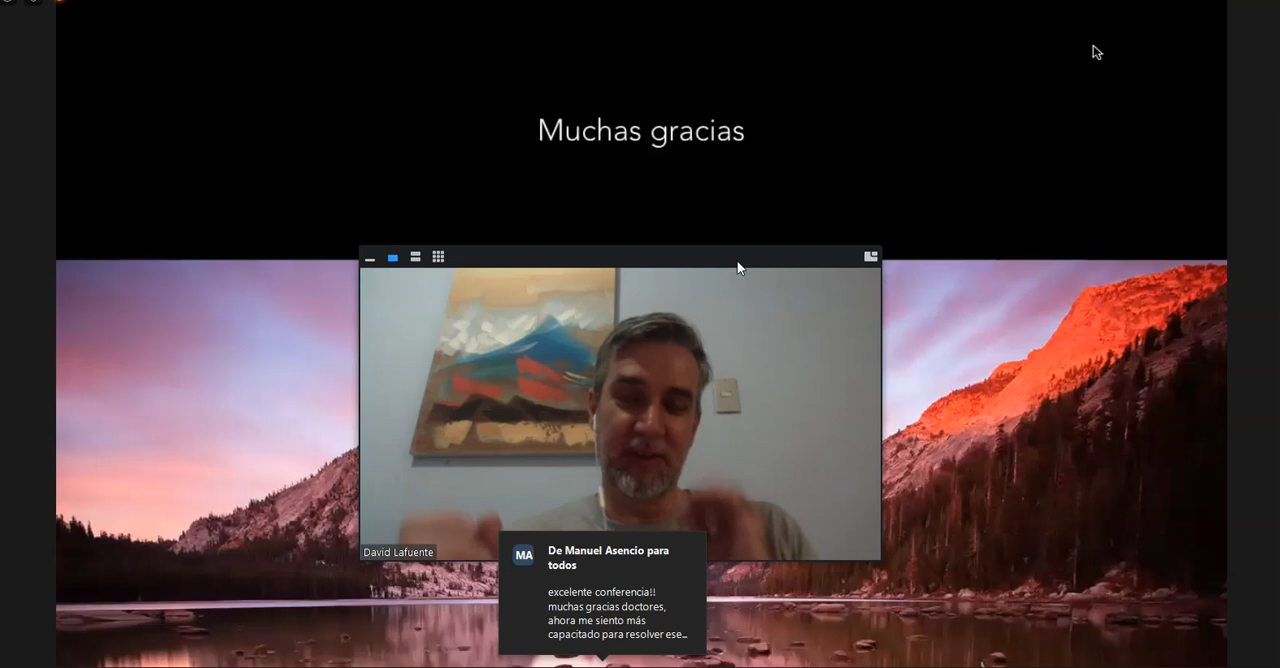 Muchas gracias
David Lafuente
MA
De Manuel Asencio para
todos
excelente conferencia!!
muchas gracias doctores,
ahora me siento más
capacitado para resolver ese...